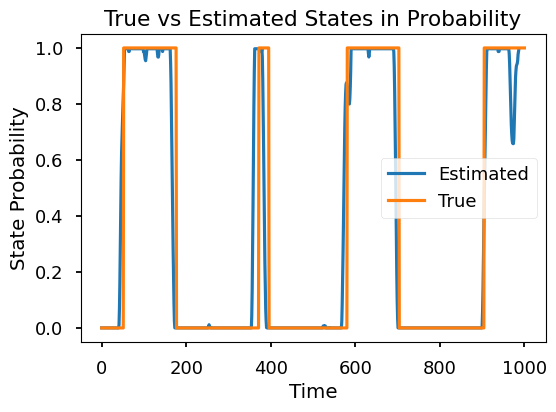 True vs Estimated States in Probability
State Probability
1.0
0.8
0.6
0.4
0.2
0.0
Estimated
True
0 200 400 600 800 1000
Time